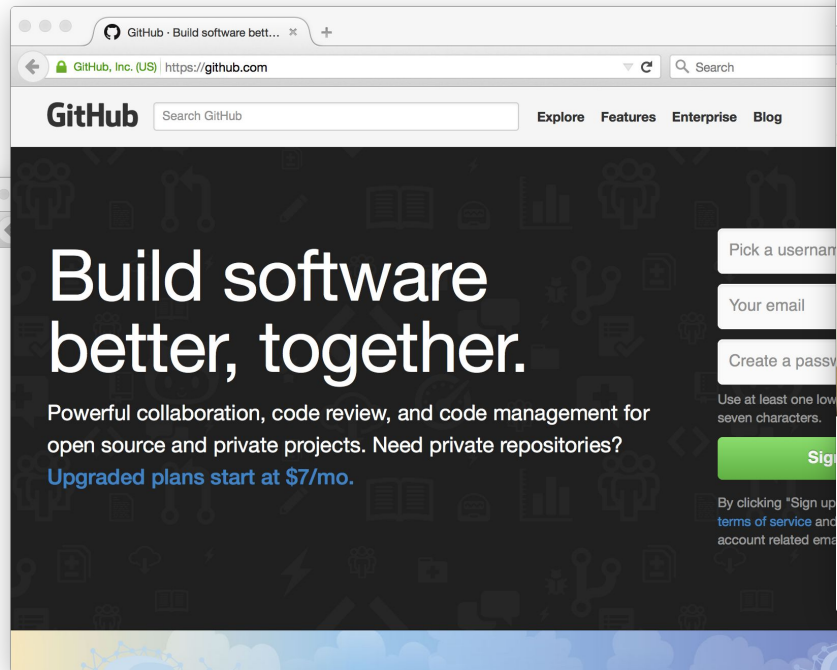 GitHub · Build software bett...
GitHub, Inc. (US) https://github.com
Search
GitHub
Search GitHub
Explore Features Enterprise Blog
Build software
better, together.
Powerful collaboration, code review, and code management for
open source and private projects. Need private repositories?
Upgraded plans start at $7/mo.
Pick a usernam
Your email
Create a passw
Use at least one low
seven characters.
Sig
By clicking "Sign up
terms of service and
account related ema